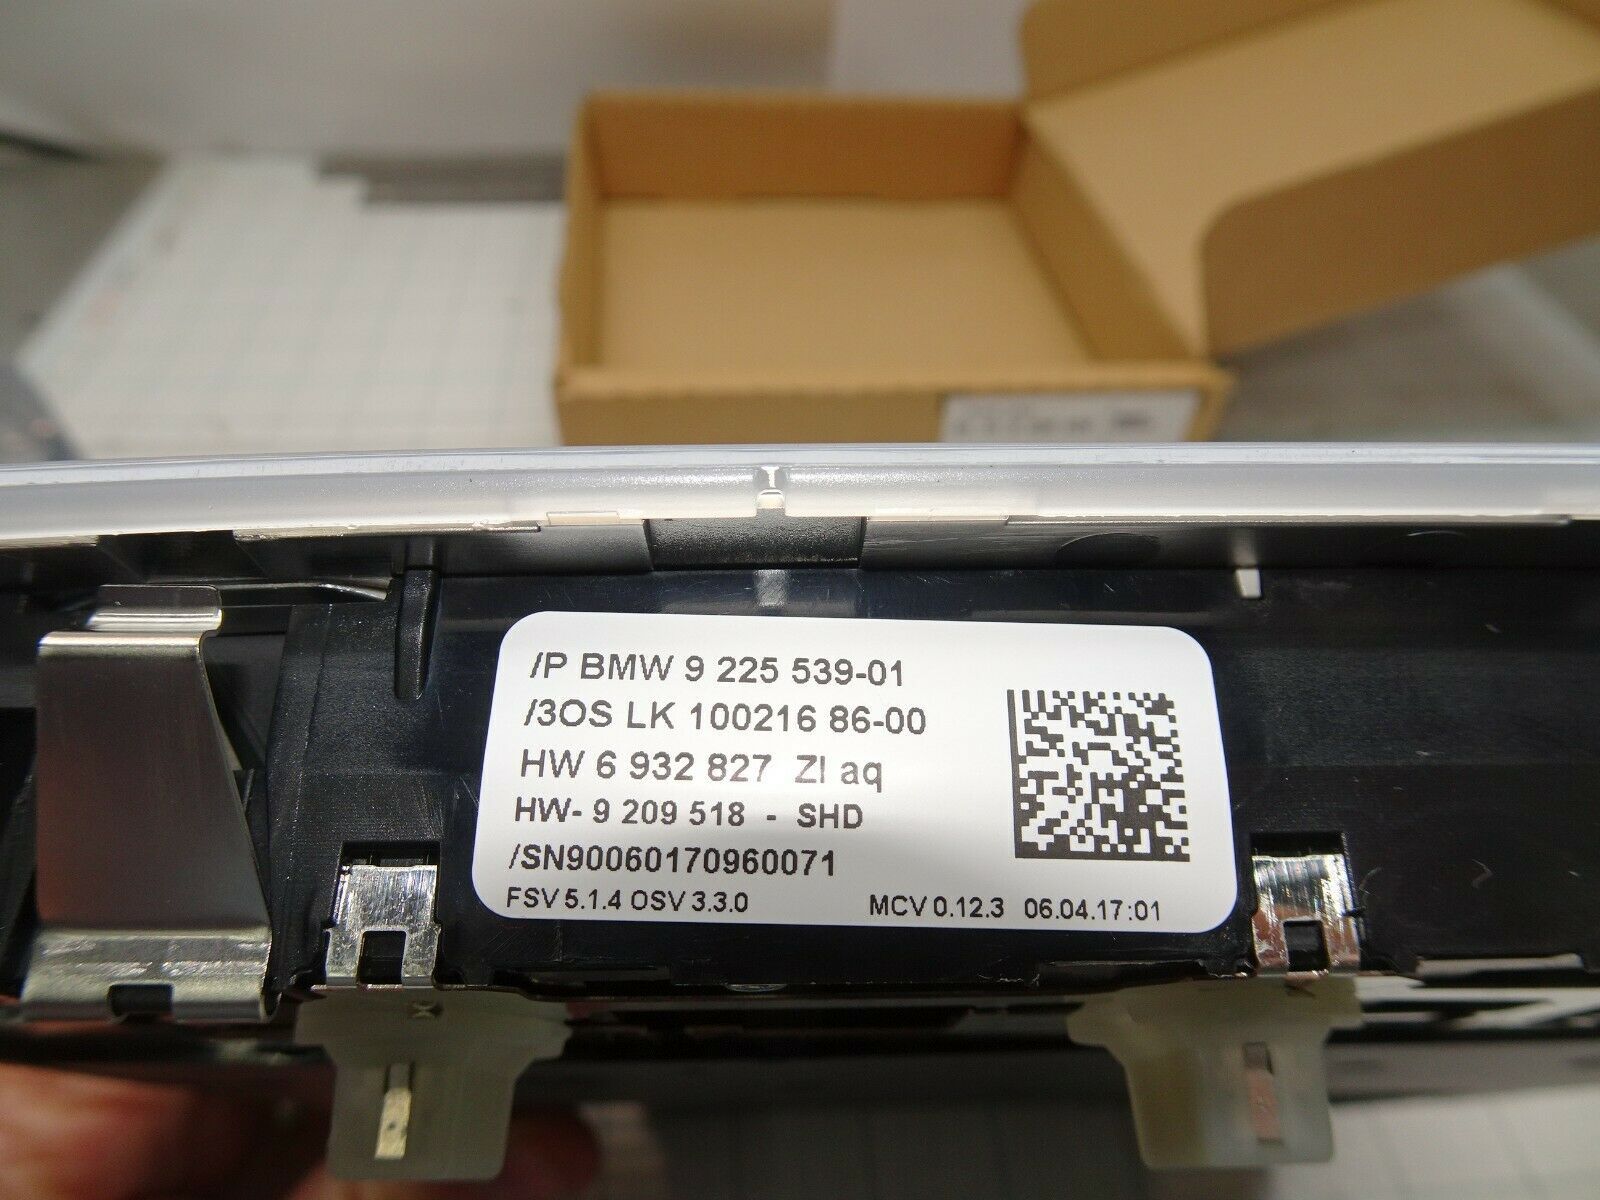 /P BMW 9 225 539-01
/3OS LK 100216 86-00
HW 6 932 827 ZI aq
HW- 9 209 518 - SHD
/SN90060170960071
FSV 5.1.4 OSV 3.3.0 MCV 0.12.3 06.04.17:01